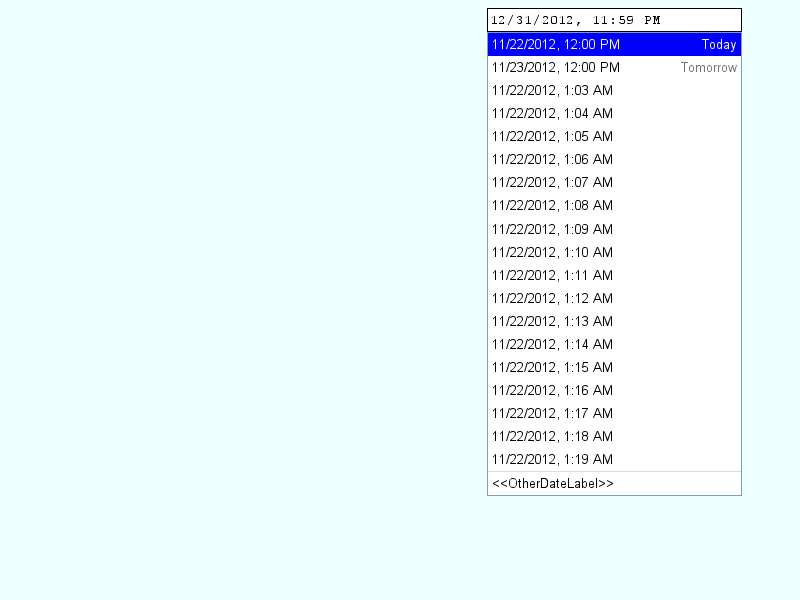 12/31/2012, 11:59 PM
11/22/2012, 12:00 PM Today
11/23/2012, 12:00 PM Tomorrow
11/22/2012, 1:03 AM
11/22/2012, 1:04 AM
11/22/2012, 1:05 AM
11/22/2012, 1:06 AM
11/22/2012, 1:07 AM
11/22/2012, 1:08 AM
11/22/2012, 1:09 AM
11/22/2012, 1:10 AM
11/22/2012, 1:11 AM
11/22/2012, 1:12 AM
11/22/2012, 1:13 AM
11/22/2012, 1:14 AM
11/22/2012, 1:15 AM
11/22/2012, 1:16 AM
11/22/2012, 1:17 AM
11/22/2012, 1:18 AM
11/22/2012, 1:19 AM
<<OtherDateLabel>>